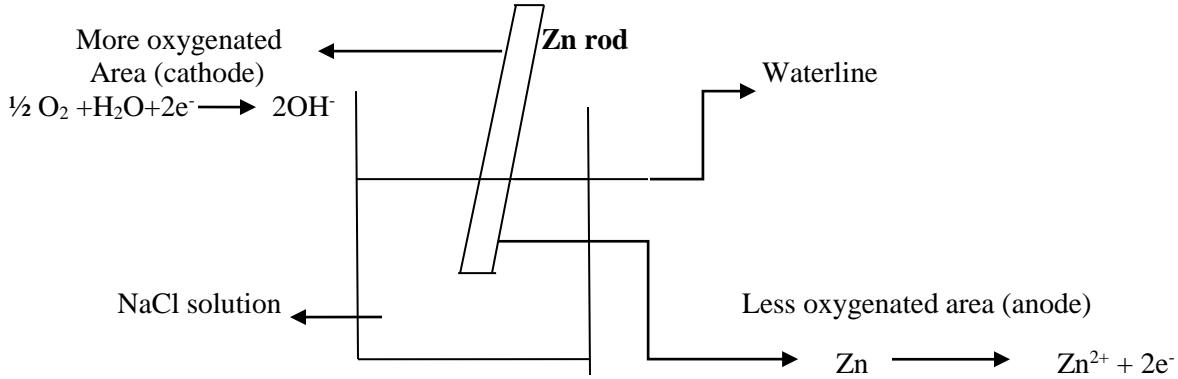 More oxygenated
Area (cathode)
½ O₂ +H₂O+2e⁻ → 2OH⁻
Zn rod
Waterline
NaCl solution
Less oxygenated area (anode)
Zn → Zn²⁺ + 2e⁻